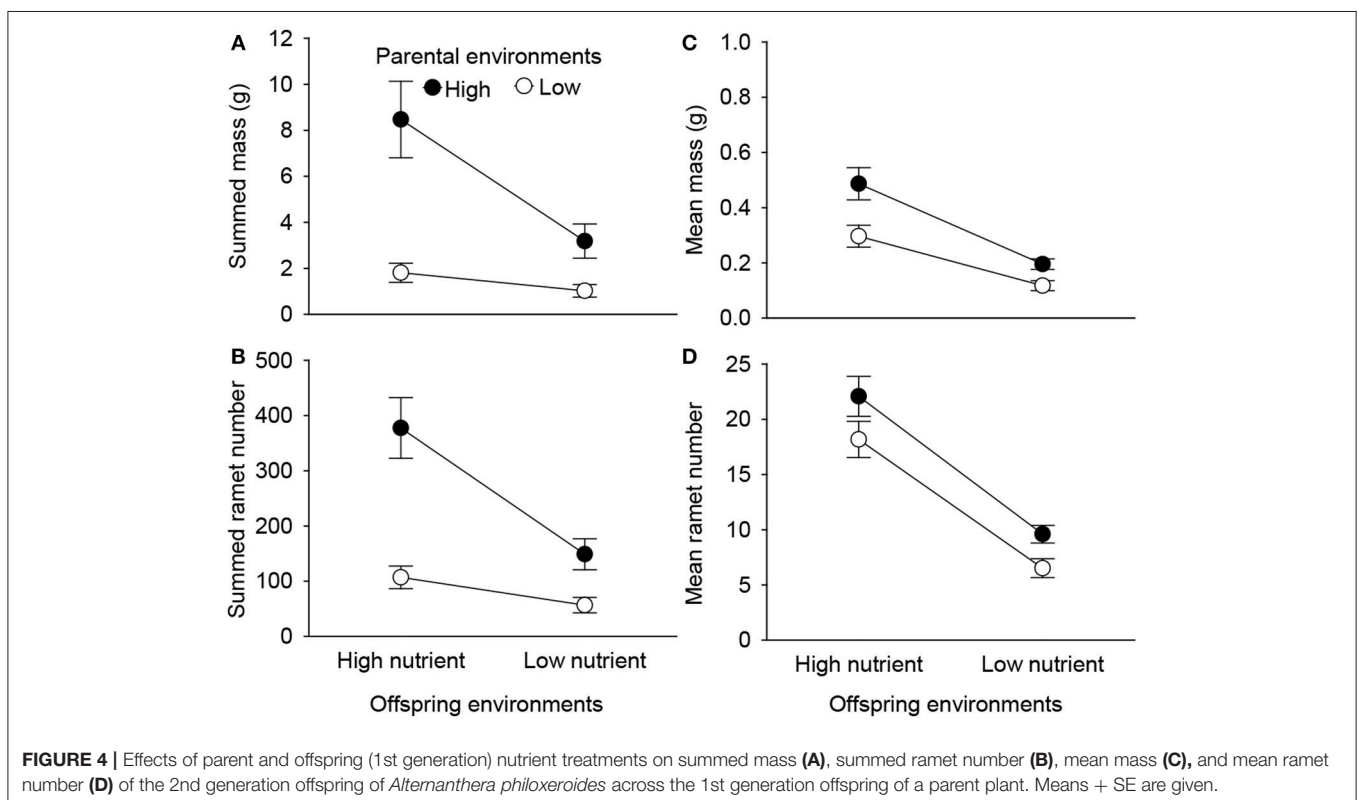 A
Summed mass (g)
12
10
8
6
4
2
0
Parental environments
High Low
C
Mean mass (g)
1.0
0.8
0.6
0.4
0.2
0.0
B
Summed ramet number
500
400
300
200
100
0
High nutrient Low nutrient
Offspring environments
D
Mean ramet number
25
20
15
10
5
0
High nutrient Low nutrient
Offspring environments
FIGURE 4 | Effects of parent and offspring (1st generation) nutrient treatments on summed mass (A), summed ramet number (B), mean mass (C), and mean ramet
number (D) of the 2nd generation offspring of Alternanthera philoxeroides across the 1st generation offspring of a parent plant. Means + SE are given.